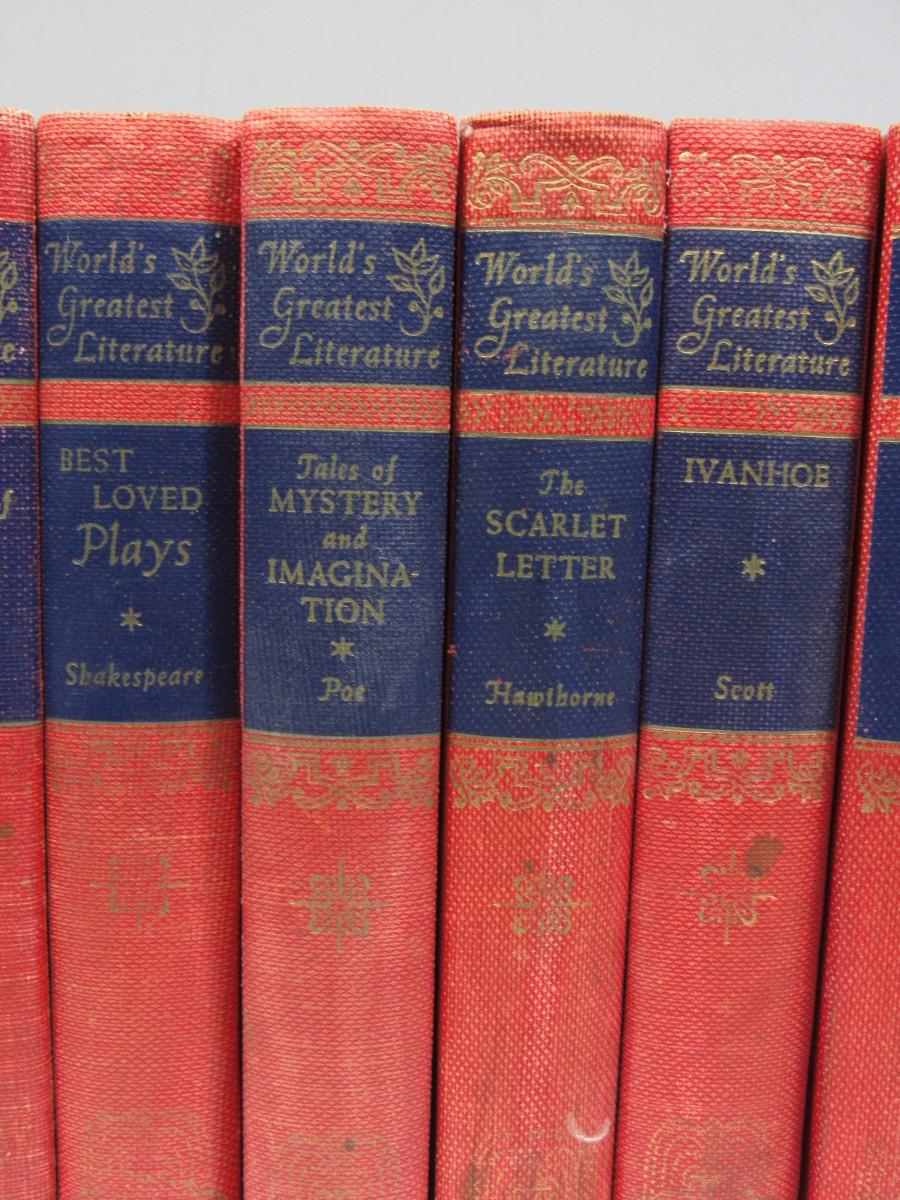 e
f
World's
Greatest
Literature
BEST
LOVED
Plays
*
Shakespeare
World's
Greatest
Literature
Tales of
MYSTERY
and
IMAGINA-
TION
*
Poe
World's
Greatest
Literature
The
SCARLET
LETTER
*
Hawthorne
World's
Greatest
Literature
IVANHOE
*
Scott